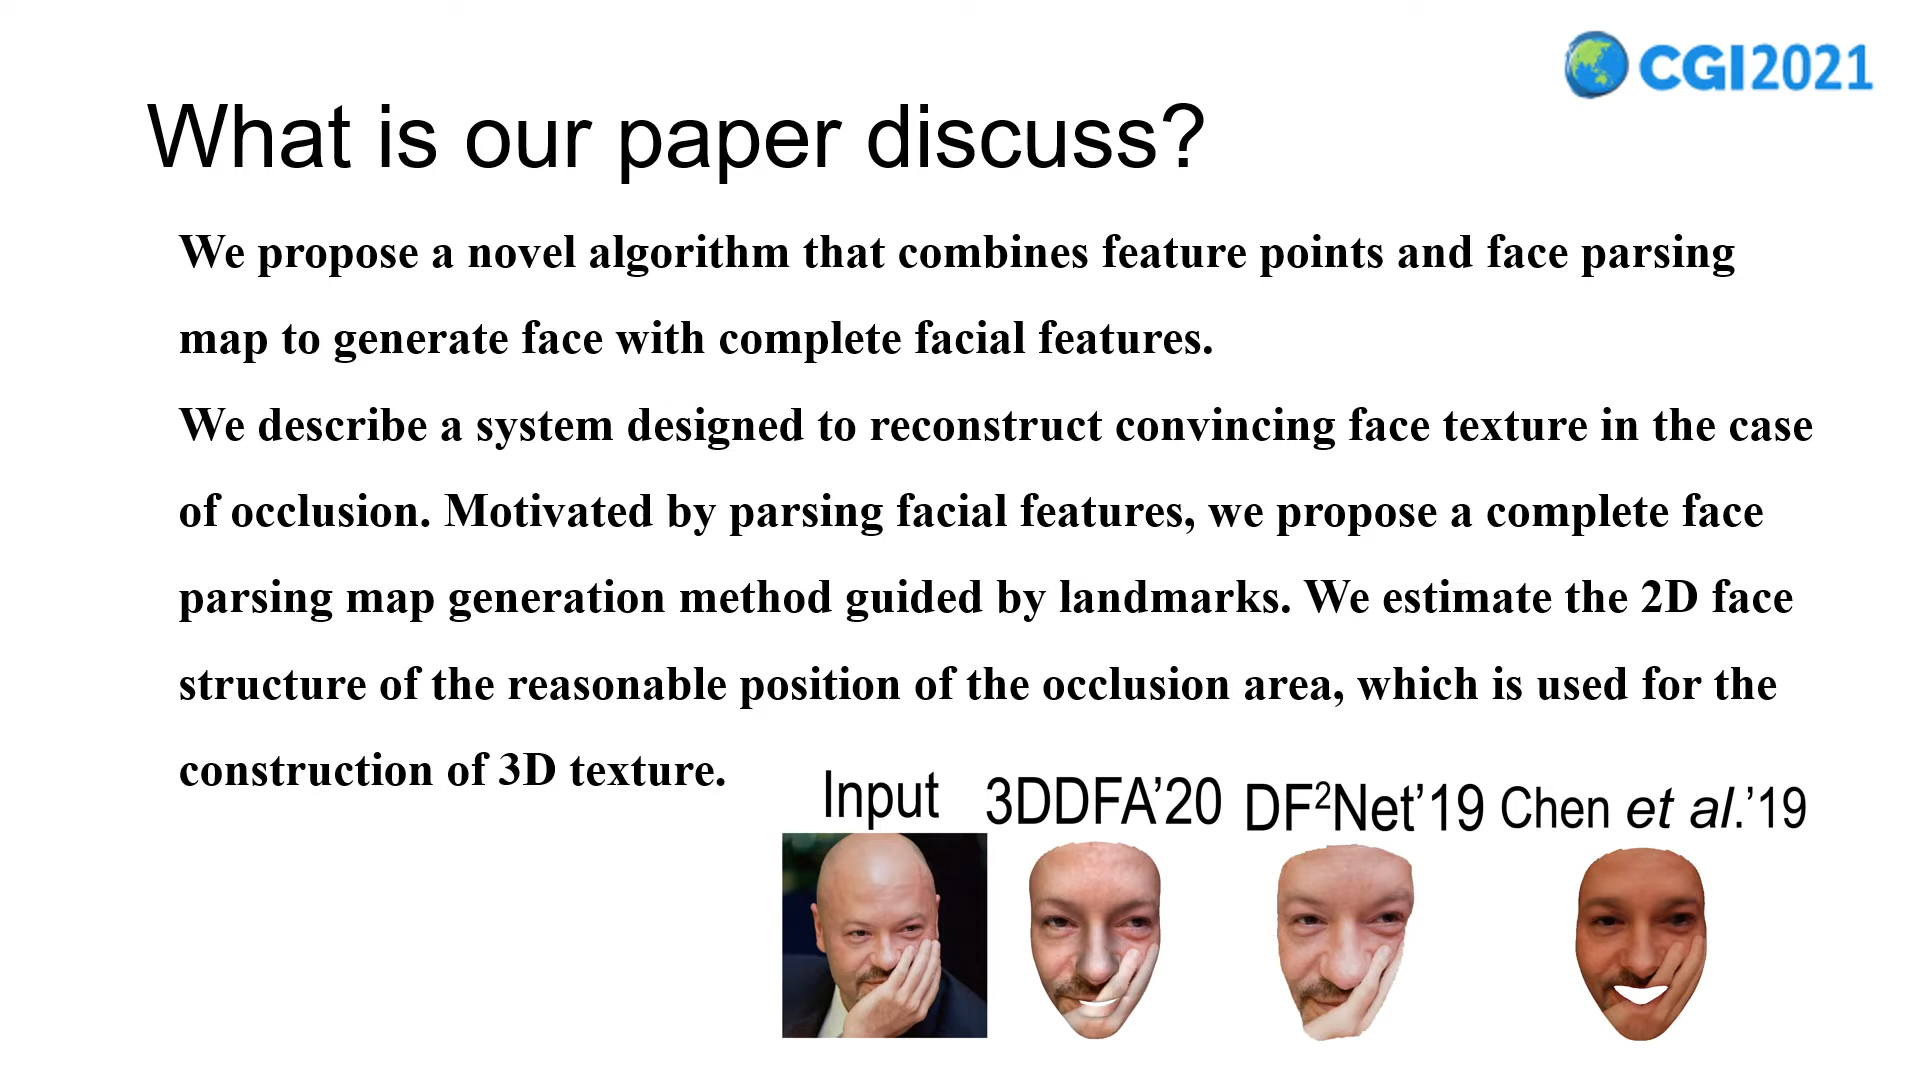 CGI2021
What is our paper discuss?
We propose a novel algorithm that combines feature points and face parsing
map to generate face with complete facial features.
We describe a system designed to reconstruct convincing face texture in the case
of occlusion. Motivated by parsing facial features, we propose a complete face
parsing map generation method guided by landmarks. We estimate the 2D face
structure of the reasonable position of the occlusion area, which is used for the
construction of 3D texture.
Input 3DDFA’20 DF²Net’19 Chen et al.’19